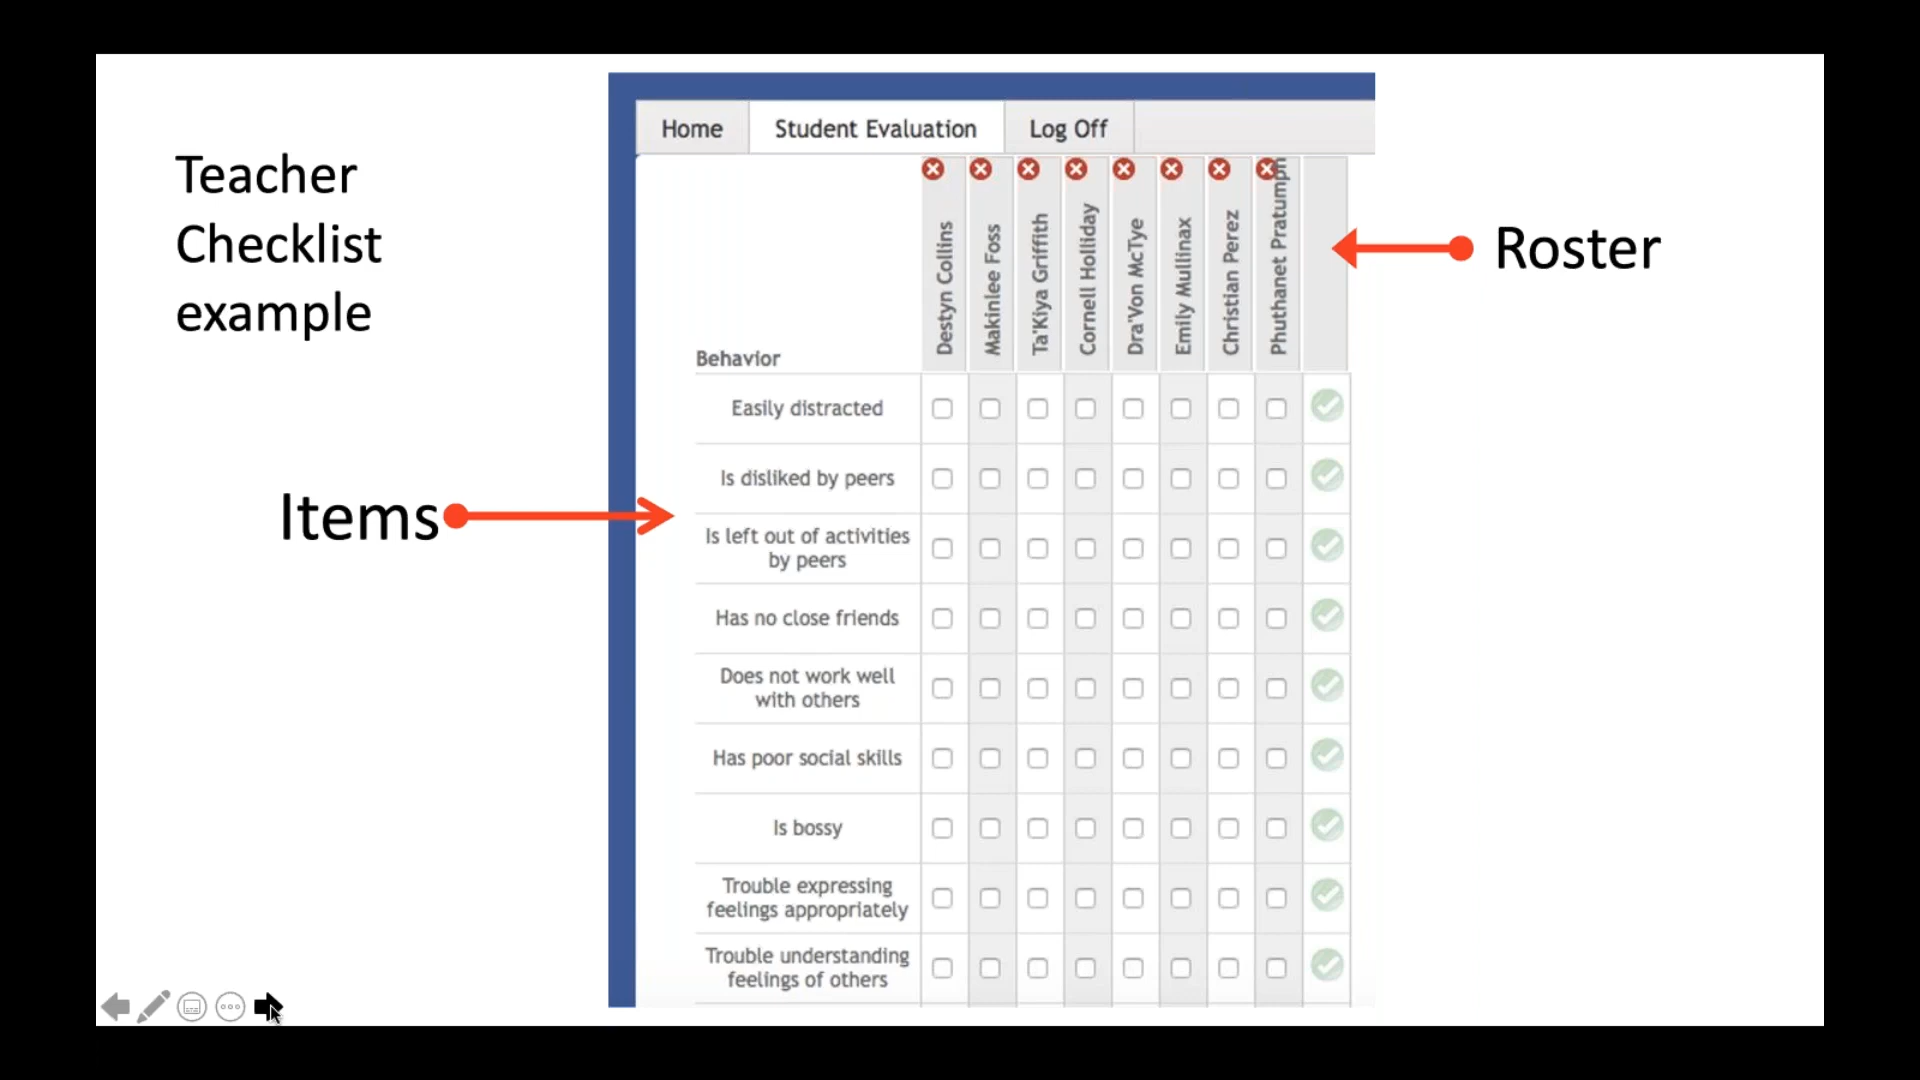 Teacher
Checklist
example
Home
Student Evaluation
Log Off
Destyn Collins
Makinlee Foss
Ta'Kiya Griffith
Cornell Holliday
Dra'Von McTye
Emily Mullinax
Christian Perez
Phuthanet
Roster
Behavior
Items
Easily distracted
Is disliked by peers
Is left out of activities
by peers
Has no close friends
Does not work well
with others
Has poor social skills
Is bossy
Trouble expressing
feelings appropriately
Trouble understanding
feelings of others